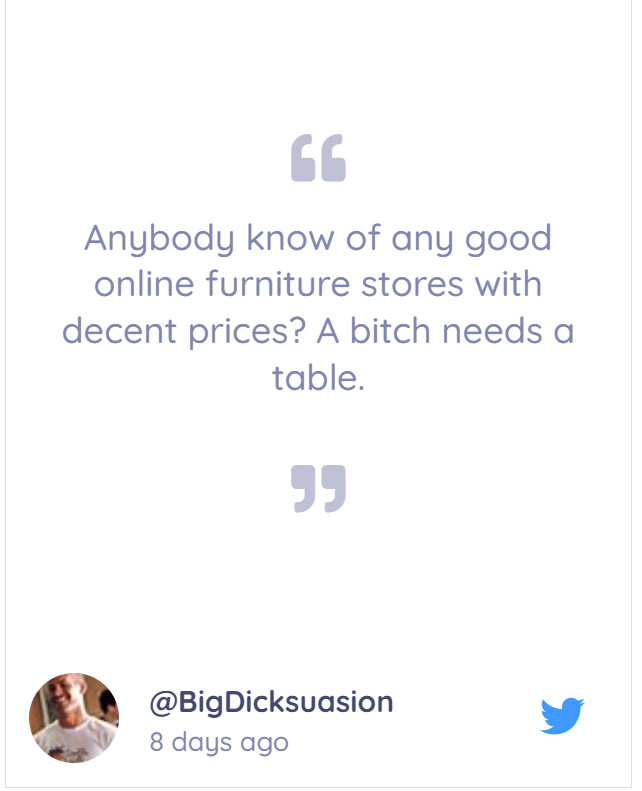 “
Anybody know of any good
online furniture stores with
decent prices? A bitch needs a
table.
”
@BigDicksuasion
8 days ago